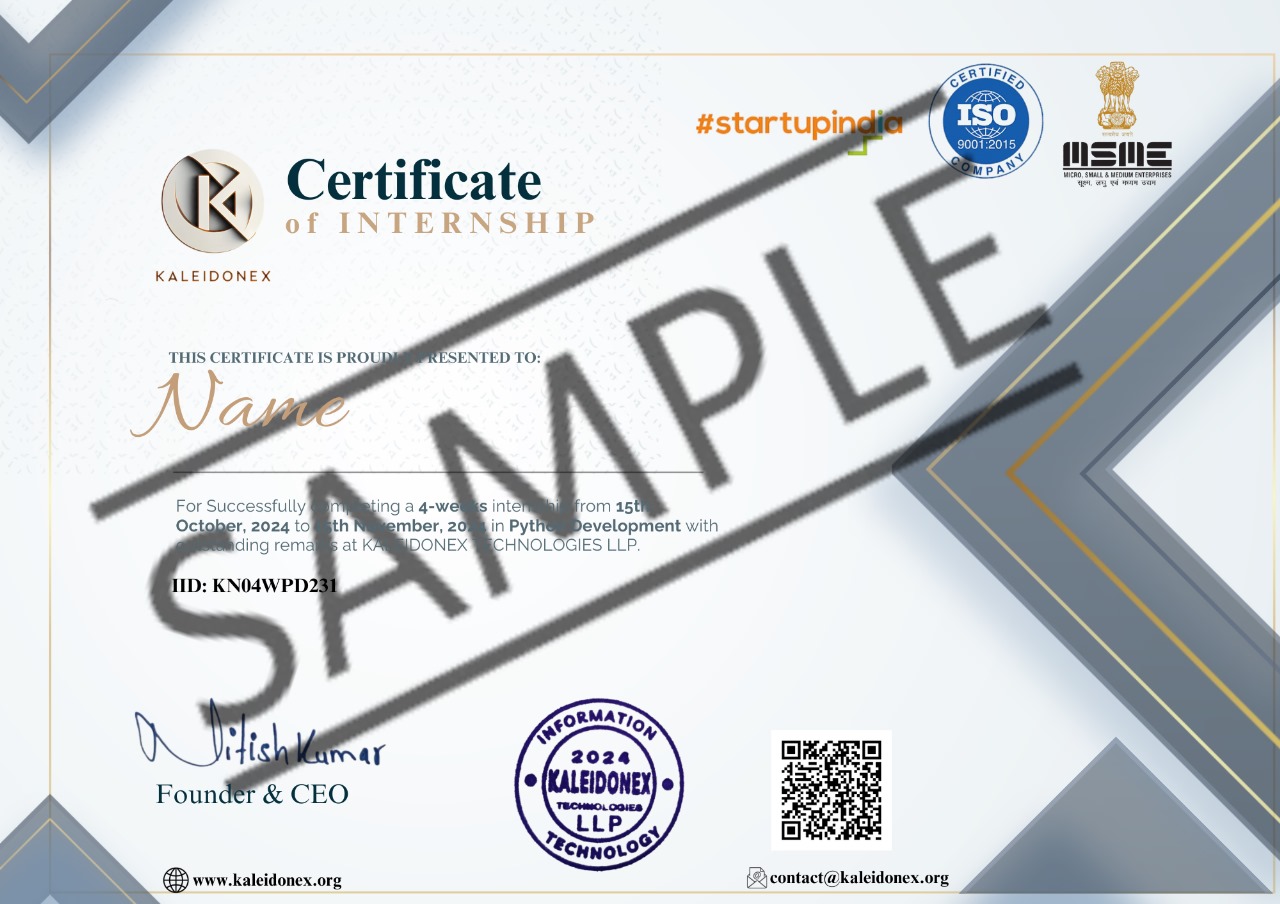 #startupindia
CERTIFIED
ISO
9001:2015
COMPANY
सत्यमेव जयते
MSME
MICRO, SMALL & MEDIUM ENTERPRISES
सूक्ष्म, लघु एवं मध्यम उद्यम
Certificate
of INTERNSHIP
KALEIDONEX
THIS CERTIFICATE IS PROUDLY PRESENTED TO:
Name
SAMPLE
For Successfully completing a 4-weeks internship from 15th
October, 2024 to 15th November, 2024 in Python Development with
outstanding remarks at KALEIDONEX TECHNOLOGIES LLP.
IID: KN04WPD231
Nitish Kumar
Founder & CEO
INFORMATION
2024
KALEIDONEX
TECHNOLOGIES
LLP
TECHNOLOGY
www.kaleidonex.org
contact@kaleidonex.org